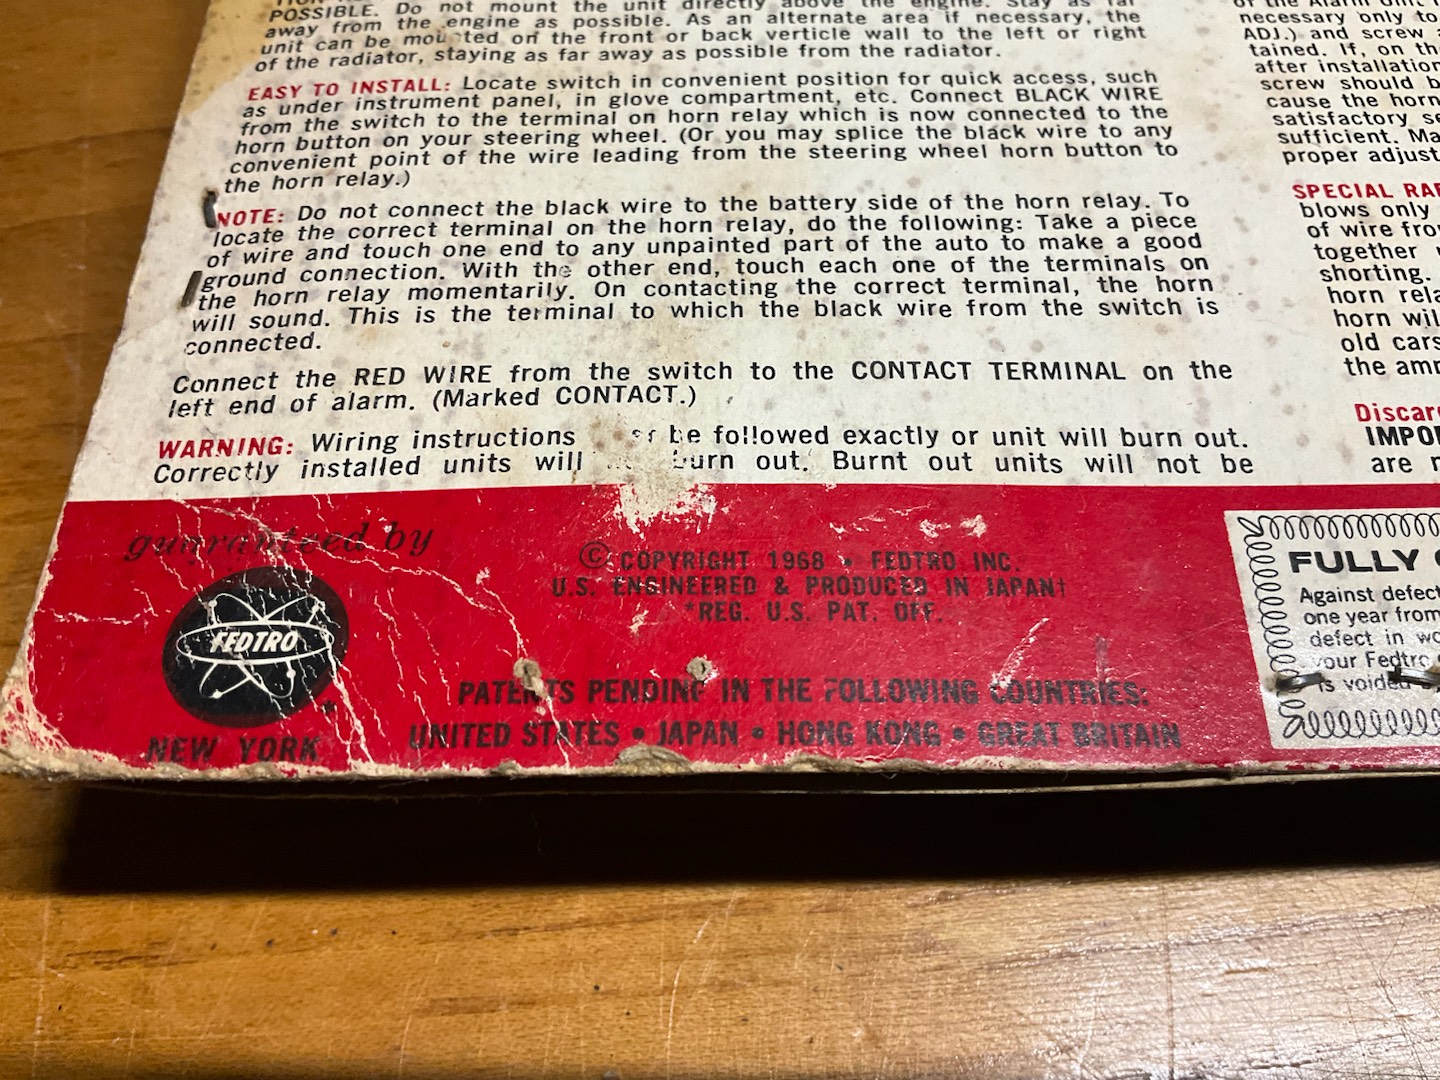 POSSIBLE. Do not mount the unit directly above the engine. Stay as far
away from the engine as possible. As an alternate area if necessary, the
unit can be mounted on the front or back verticle wall to the left or right
of the radiator, staying as far away as possible from the radiator.
EASY TO INSTALL: Locate switch in convenient position for quick access, such
as under instrument panel, in glove compartment, etc. Connect BLACK WIRE
from the switch to the terminal on horn relay which is now connected to the
horn button on your steering wheel. (Or you may splice the black wire to any
convenient point of the wire leading from the steering wheel horn button to
the horn relay.)
NOTE: Do not connect the black wire to the battery side of the horn relay. To
locate the correct terminal on the horn relay, do the following: Take a piece
of wire and touch one end to any unpainted part of the auto to make a good
ground connection. With the other end, touch each one of the terminals on
the horn relay momentarily. On contacting the correct terminal, the horn
will sound. This is the terminal to which the black wire from the switch is
connected.
Connect the RED WIRE from the switch to the CONTACT TERMINAL on the
left end of alarm. (Marked CONTACT.)
WARNING: Wiring instructions be followed exactly or unit will burn out.
Correctly installed units will burn out. Burnt out units will not be
of the Alarm Unit
necessary only to
ADJ.) and screw
tained. If, on th
after installation
screw should b
cause the horn
satisfactory se
sufficient. Ma
proper adjust
SPECIAL RA
blows only
of wire fro
together
shorting.
horn rela
horn wil
old cars
the am
Discar
IMPO
are
guaranteed by
FEDTRO
NEW YORK
© COPYRIGHT 1968 • FEDTRO INC.
U.S. ENGINEERED & PRODUCED IN JAPAN†
*REG. U.S. PAT. OFF.
PATENTS PENDING IN THE FOLLOWING COUNTRIES:
UNITED STATES • JAPAN • HONG KONG • GREAT BRITAIN
FULLY
Against defect
one year from
defect in wo
your Fedtro
is voided